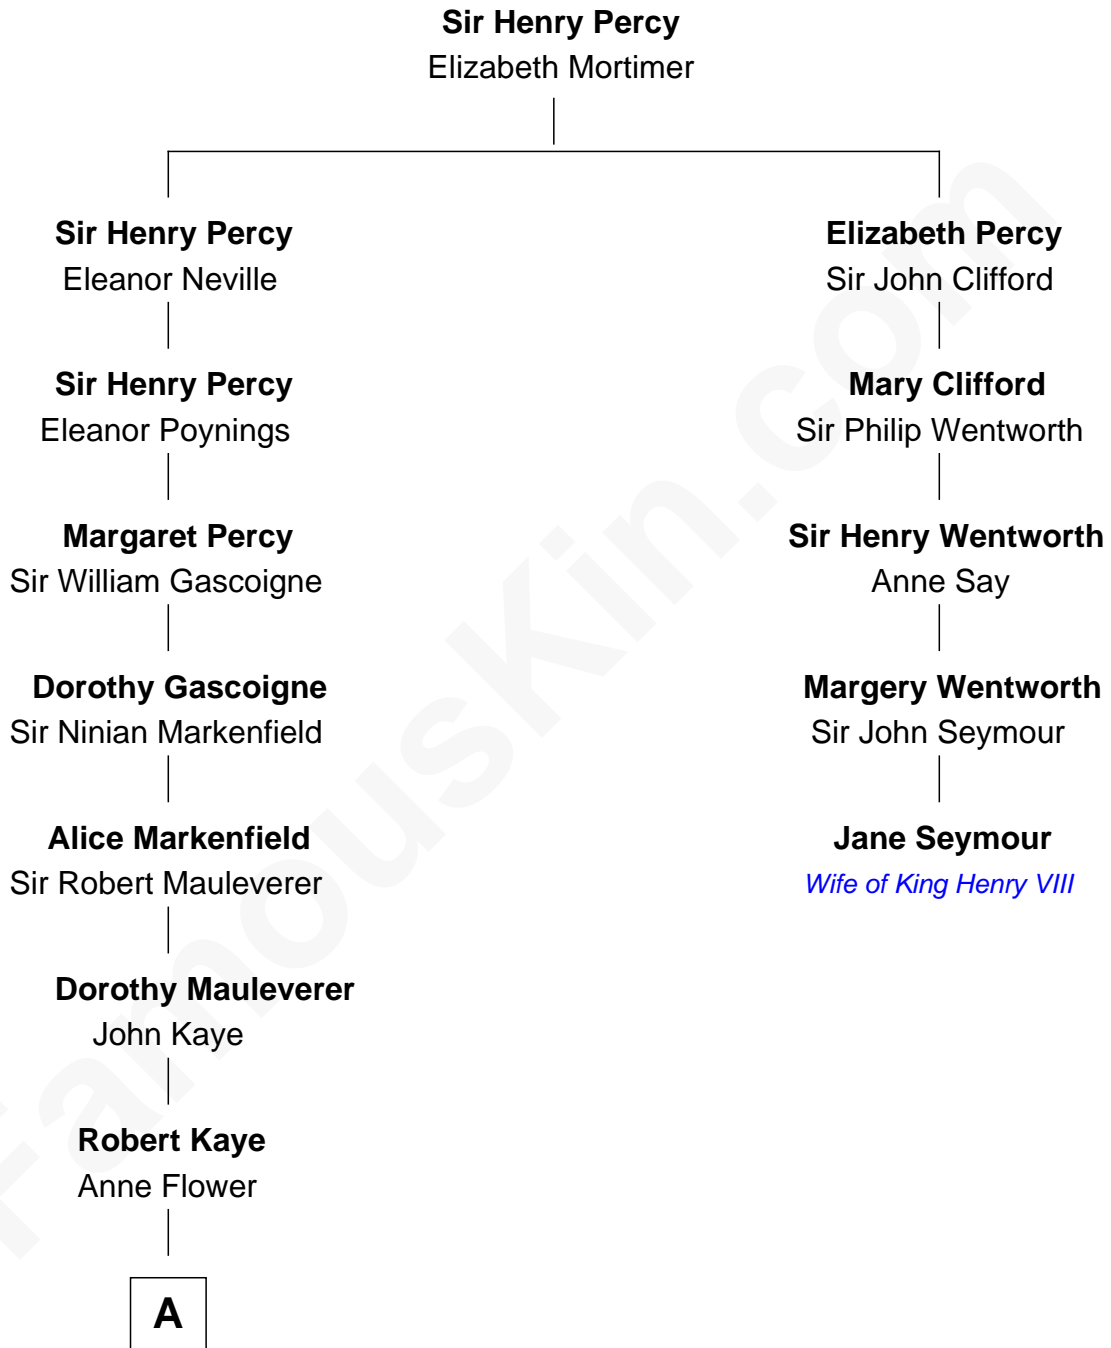 Sir Henry Percy
Elizabeth Mortimer
Sir Henry Percy
Eleanor Neville
Sir Henry Percy
Eleanor Poynings
Margaret Percy
Sir William Gascoigne
Dorothy Gascoigne
Sir Ninian Markenfield
Alice Markenfield
Sir Robert Mauleverer
Dorothy Mauleverer
John Kaye
Robert Kaye
Anne Flower
A
Elizabeth Percy
Sir John Clifford
Mary Clifford
Sir Philip Wentworth
Sir Henry Wentworth
Anne Say
Margery Wentworth
Sir John Seymour
Jane Seymour
Wife of King Henry VIII
FamousKin.com